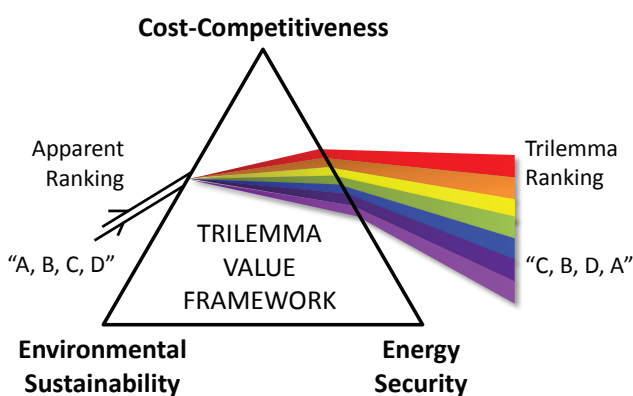 Cost-Competitiveness
Apparent
Ranking
“A, B, C, D”
TRILEMMA
VALUE
FRAMEWORK
Trilemma
Ranking
“C, B, D, A”
Environmental
Sustainability
Energy
Security